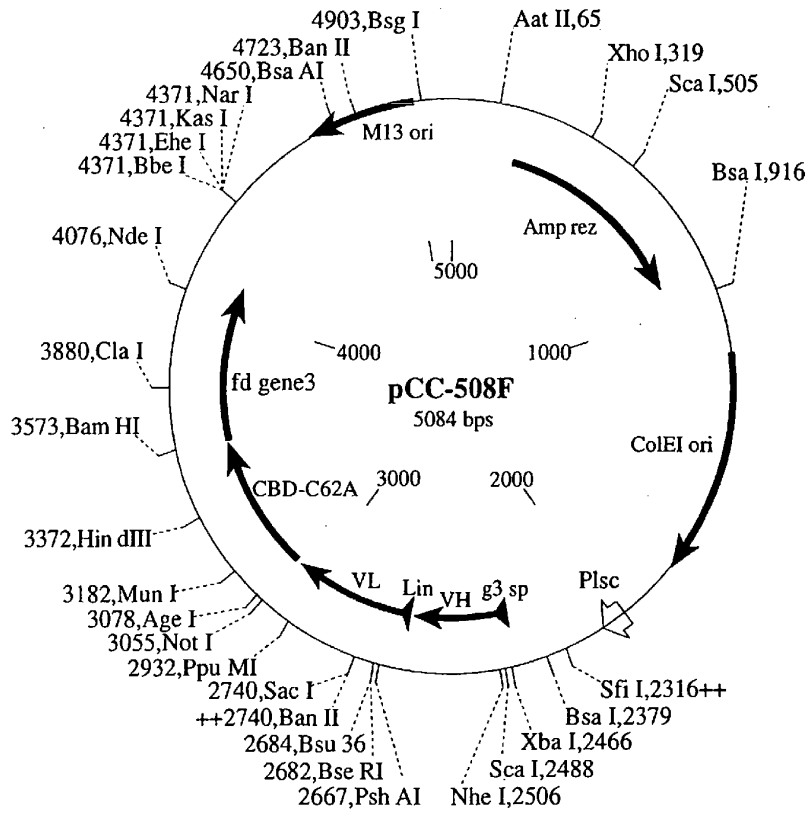 4903,Bsg I
Aat II,65
4723,Ban II
Xho I,319
4650,Bsa AI
Sca I,505
4371,Nar I
4371,Kas I
4371,Ehe I
4371,Bbe I
M13 ori
Bsa I,916
Amp rez
4076,Nde I
5000
3880,Cla I
4000
1000
fd gene3
pCC-508F
5084 bps
3573,Bam HI
ColEI ori
CBD-C62A
3000
2000
3372,Hin dIII
VL
Lin
VH
g3 sp
Plsc
3182,Mun I
3078,Age I
3055,Not I
2932,Ppu MI
2740,Sac I
Sfi I,2316++
++2740,Ban II
Bsa I,2379
2684,Bsu 36
Xba I,2466
2682,Bse RI
Sca I,2488
2667,Psh AI
Nhe I,2506